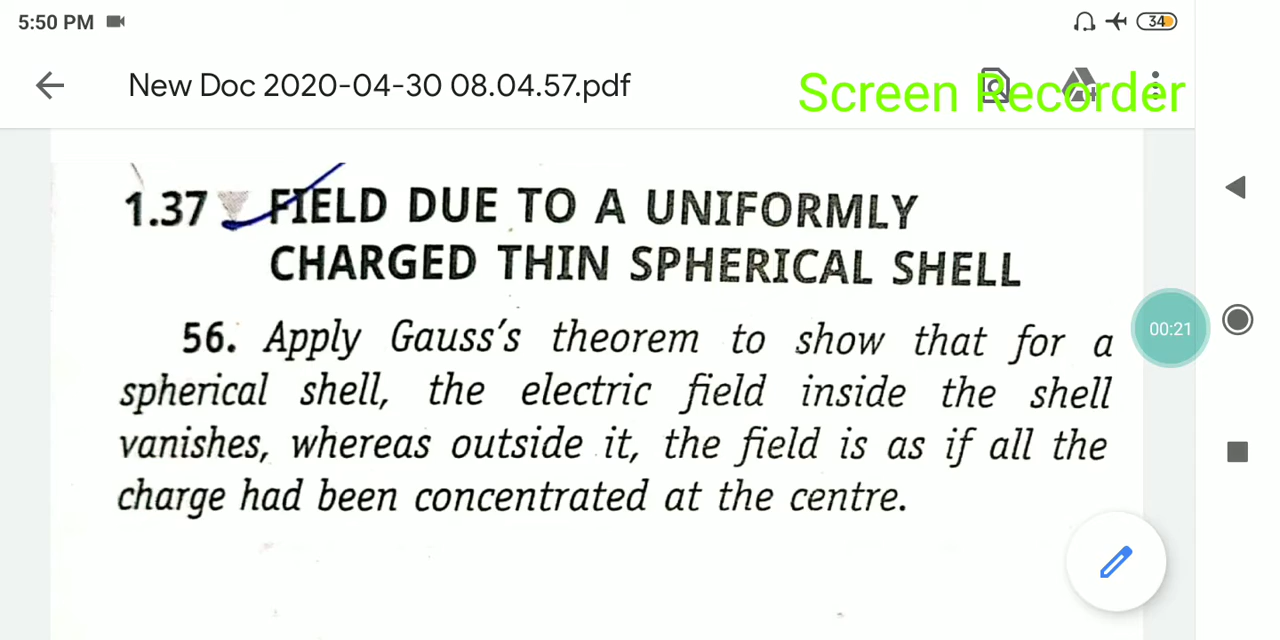 5:50 PM
34
New Doc 2020-04-30 08.04.57.pdf
Screen Recorder
1.37 FIELD DUE TO A UNIFORMLY
CHARGED THIN SPHERICAL SHELL
56. Apply Gauss's theorem to show that for a
spherical shell, the electric field inside the shell
00:21
vanishes, whereas outside it, the field is as if all the
charge had been concentrated at the centre.